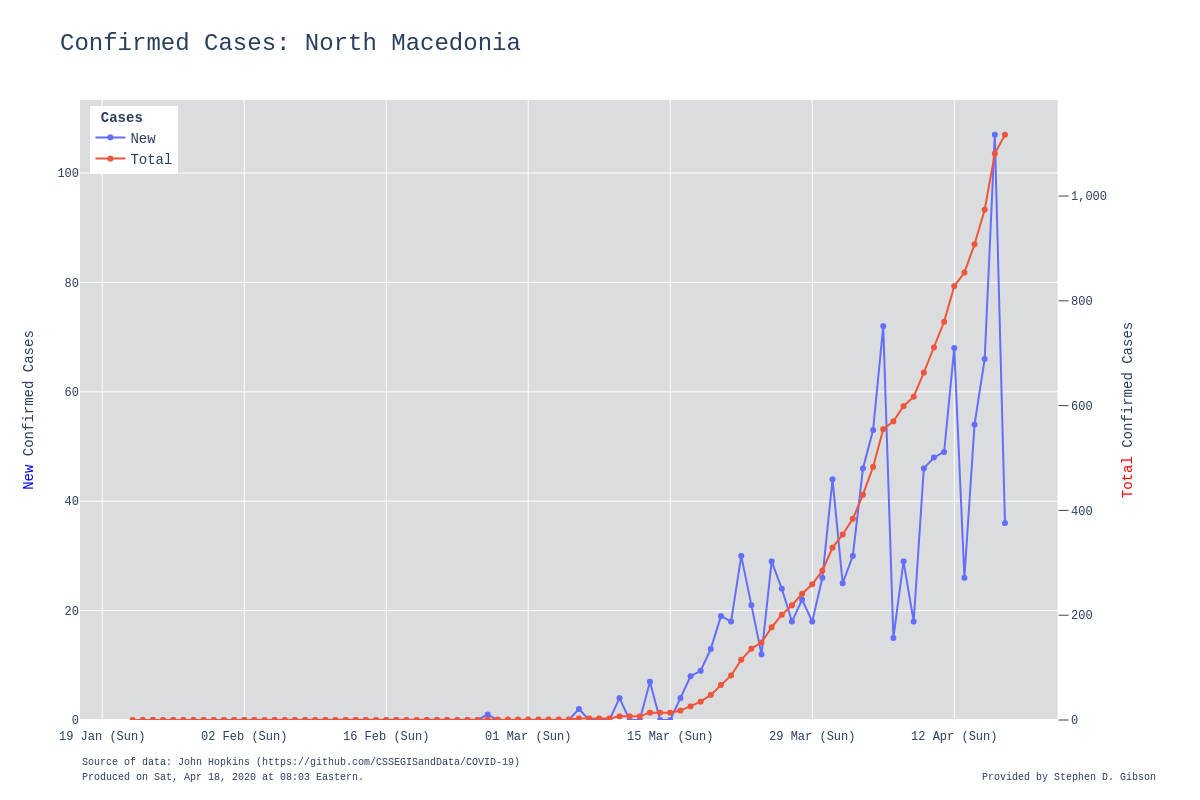 Confirmed Cases: North Macedonia
Cases
New
Total
100
80
60
40
20
0
1,000
800
600
400
200
0
New Confirmed Cases
Total Confirmed Cases
19 Jan (Sun)
02 Feb (Sun)
16 Feb (Sun)
01 Mar (Sun)
15 Mar (Sun)
29 Mar (Sun)
12 Apr (Sun)
Source of data: John Hopkins (https://github.com/CSSEGISandData/COVID-19)
Produced on Sat, Apr 18, 2020 at 08:03 Eastern.
Provided by Stephen D. Gibson